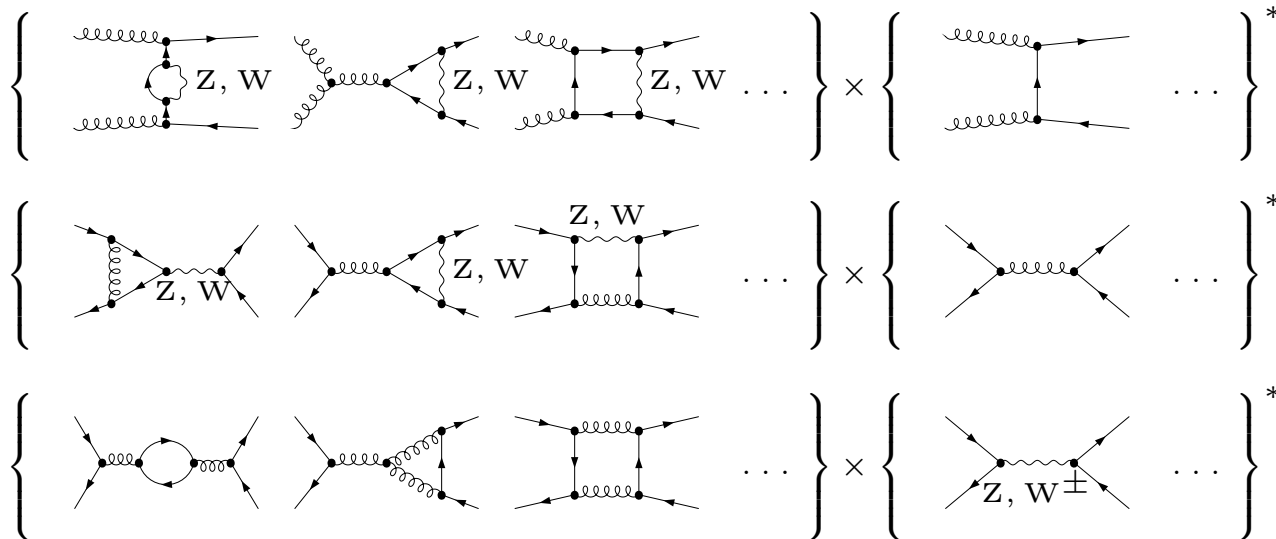 Z, W Z, W Z, W ... × ... *
Z, W Z, W Z, W ... × ... *
... × Z, W± ... *